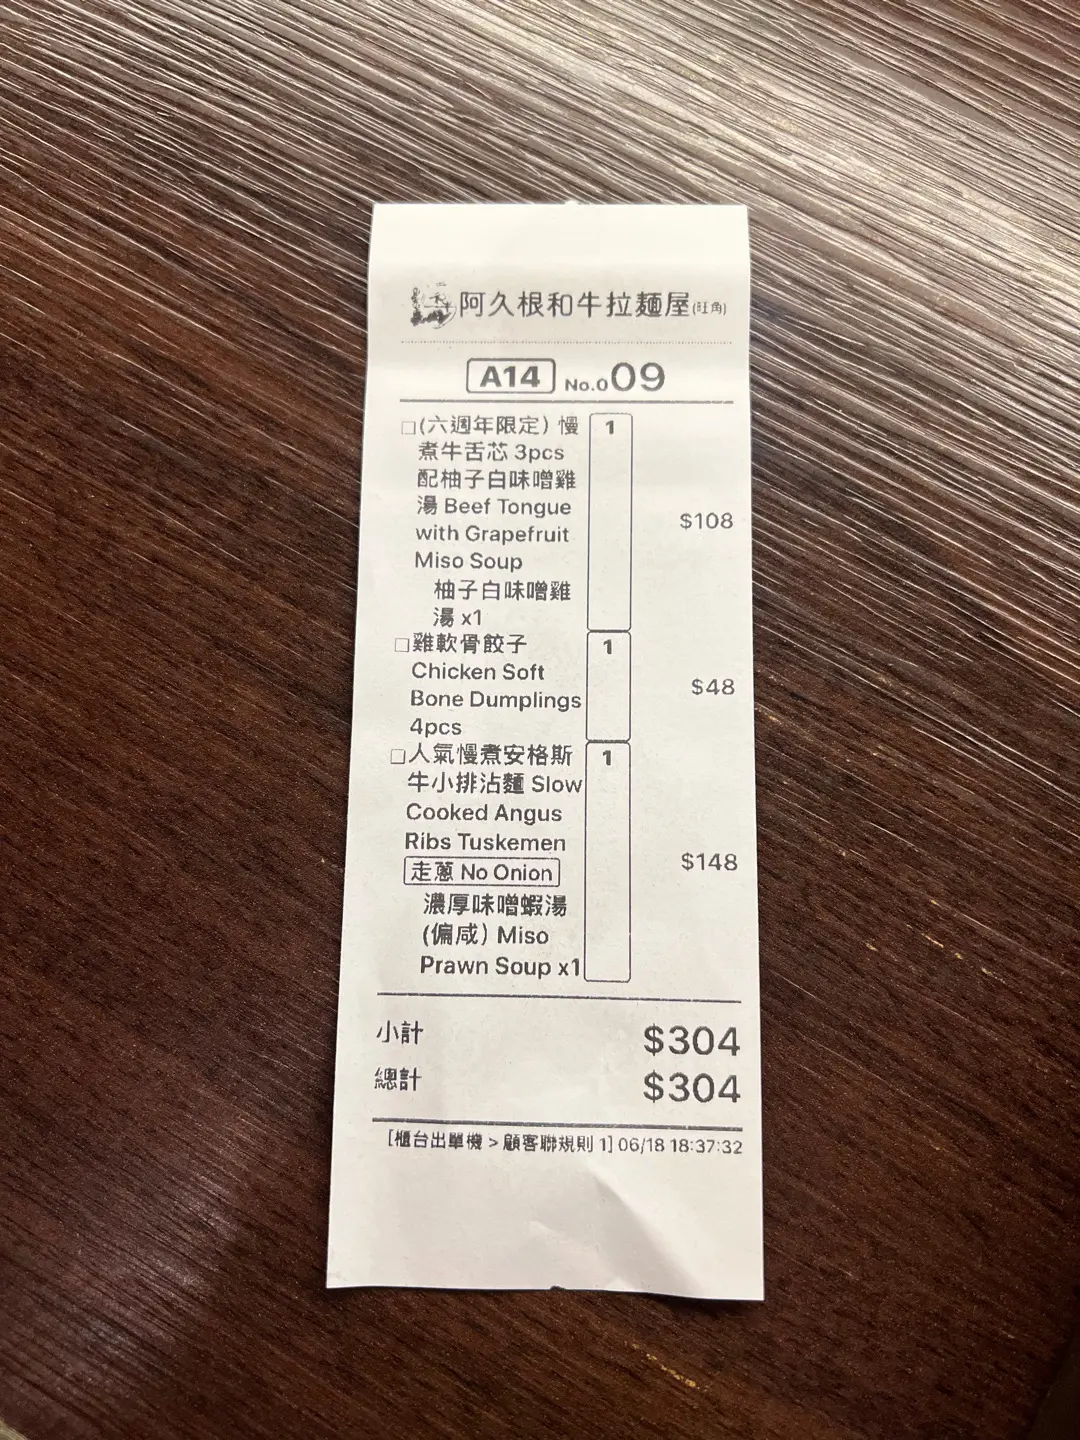 阿久根和牛拉麵屋(旺角)
A14 No.009
□(六週年限定) 慢 1
煮牛舌芯 3pcs
配柚子白味噌雞
湯 Beef Tongue $108
with Grapefruit
Miso Soup
柚子白味噌雞
湯 x1
□雞軟骨餃子 1
Chicken Soft
Bone Dumplings $48
4pcs
□人氣慢煮安格斯 1
牛小排沾麵 Slow
Cooked Angus
Ribs Tuskemen
走蔥 No Onion $148
濃厚味噌蝦湯
(偏咸) Miso
Prawn Soup x1
小計 $304
總計 $304
[櫃台出單機 > 顧客聯規則 1] 06/18 18:37:32